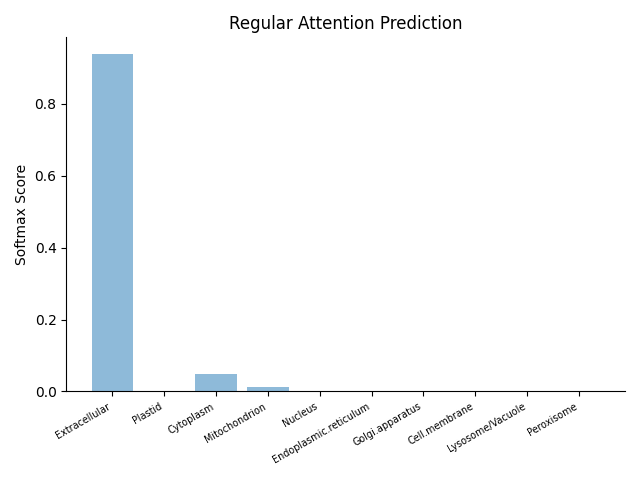 Regular Attention Prediction
Softmax Score
0.8
0.6
0.4
0.2
0.0
Extracellular
Plastid
Cytoplasm
Mitochondrion
Nucleus
Endoplasmic.reticulum
Golgi.apparatus
Cell.membrane
Lysosome/Vacuole
Peroxisome